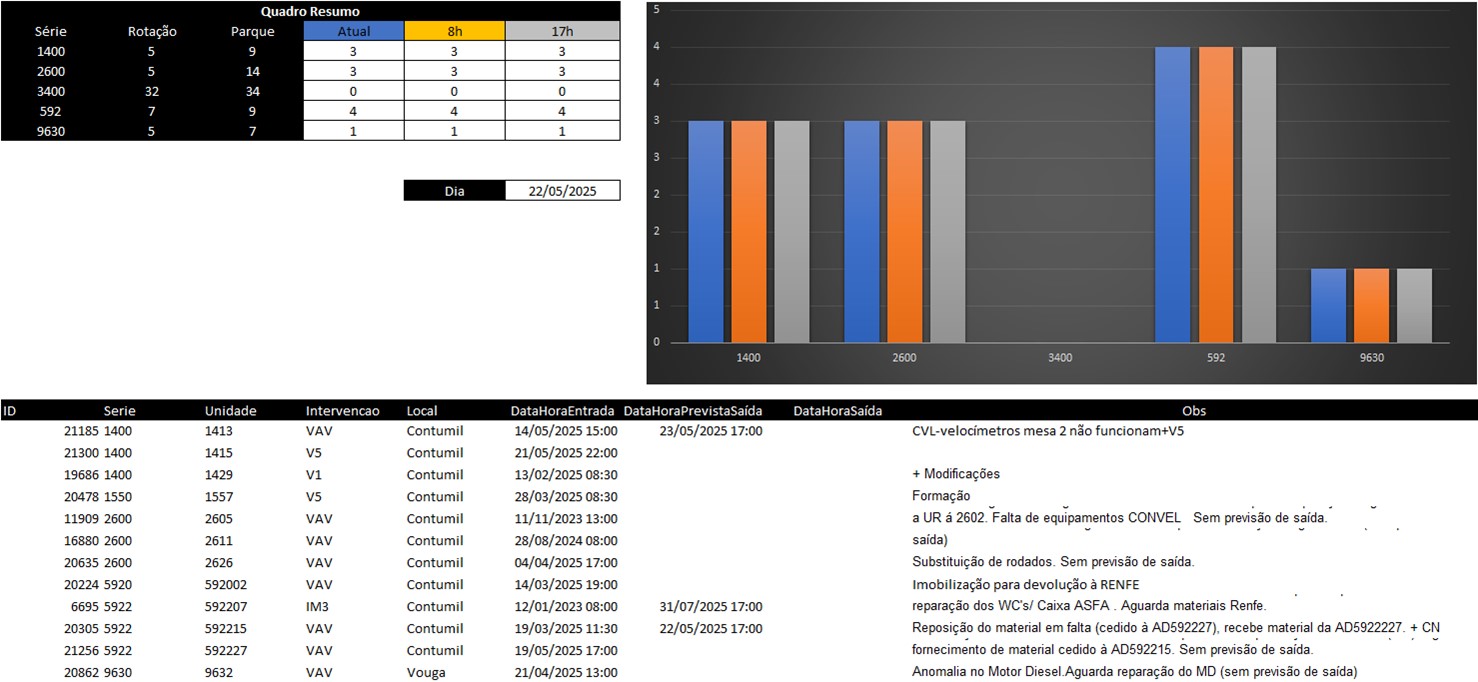 Quadro Resumo
Série Rotação Parque Atual 8h 17h
1400 5 9 3 3 3
2600 5 14 3 3 3
3400 32 34 0 0 0
592 7 9 4 4 4
9630 5 7 1 1 1
Dia 22/05/2025
5
4
4
3
3
2
2
1
1
0
1400 2600 3400 592 9630
ID Serie Unidade Intervencao Local DataHoraEntrada DataHoraPrevistaSaída DataHoraSaída Obs
21185 1400 1413 VAV Contumil 14/05/2025 15:00 23/05/2025 17:00 CVL-velocímetros mesa 2 não funcionam+V5
21300 1400 1415 V5 Contumil 21/05/2025 22:00
19686 1400 1429 V1 Contumil 13/02/2025 08:30 + Modificações
20478 1550 1557 V5 Contumil 28/03/2025 08:30 Formação
11909 2600 2605 VAV Contumil 11/11/2023 13:00 a UR á 2602. Falta de equipamentos CONVEL Sem previsão de saída.
16880 2600 2611 VAV Contumil 28/08/2024 08:00 saída)
20635 2600 2626 VAV Contumil 04/04/2025 17:00 Substituição de rodados. Sem previsão de saída.
20224 5920 592002 VAV Contumil 14/03/2025 19:00 Imobilização para devolução à RENFE
6695 5922 592207 IM3 Contumil 12/01/2023 08:00 31/07/2025 17:00 reparação dos WC's/ Caixa ASFA . Aguarda materiais Renfe.
20305 5922 592215 VAV Contumil 19/03/2025 11:30 22/05/2025 17:00 Reposição do material em falta (cedido à AD592227), recebe material da AD5922227. + CN
21256 5922 592227 VAV Contumil 19/05/2025 17:00 fornecimento de material cedido à AD592215. Sem previsão de saída.
20862 9630 9632 VAV Vouga 21/04/2025 13:00 Anomalia no Motor Diesel.Aguarda reparação do MD (sem previsão de saída)